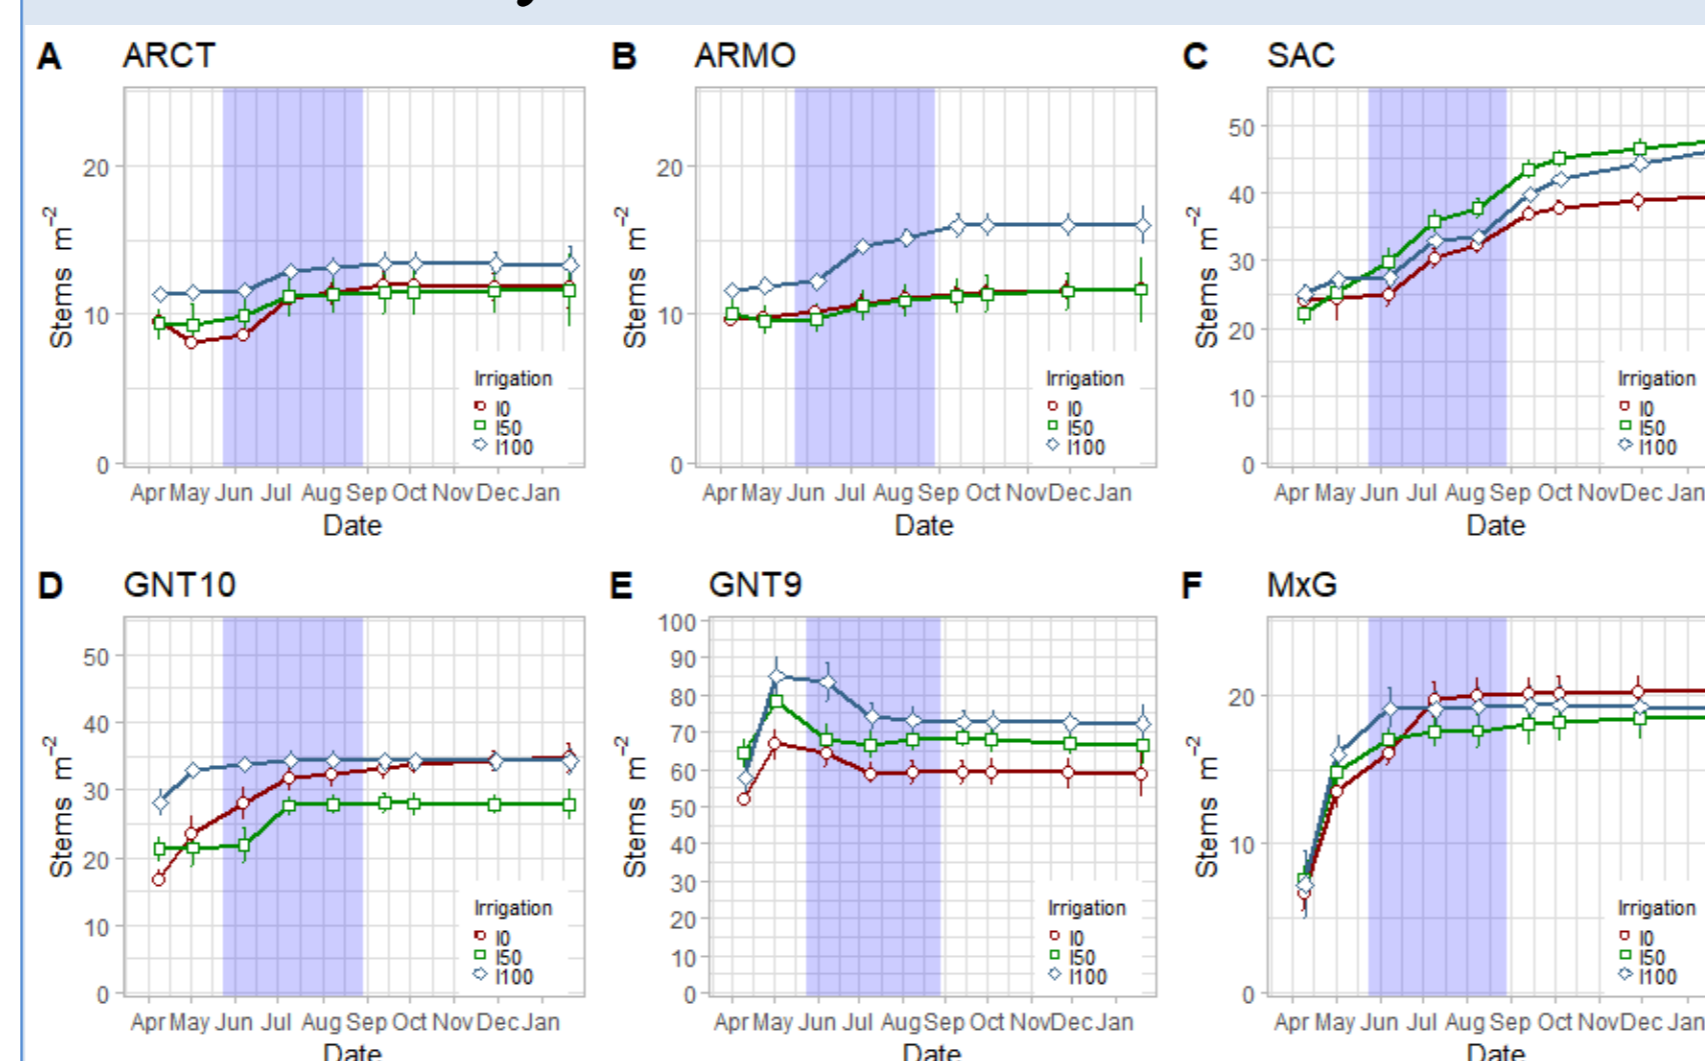 A ARCT
20
10
0
Stems m−2
Irrigation
I0
I50
I100
Apr May Jun Jul Aug Sep Oct Nov Dec Jan
Date
B ARMO
20
10
0
Stems m−2
Irrigation
I0
I50
I100
Apr May Jun Jul Aug Sep Oct Nov Dec Jan
Date
C SAC
50
40
30
20
10
0
Stems m−2
Irrigation
I0
I50
I100
Apr May Jun Jul Aug Sep Oct Nov Dec Jan
Date
D GNT10
50
40
30
20
10
0
Stems m−2
Irrigation
I0
I50
I100
Apr May Jun Jul Aug Sep Oct Nov Dec Jan
Date
E GNT9
100
90
80
70
60
50
40
30
20
10
0
Stems m−2
Irrigation
I0
I50
I100
Apr May Jun Jul Aug Sep Oct Nov Dec Jan
Date
F MxG
20
10
0
Stems m−2
Irrigation
I0
I50
I100
Apr May Jun Jul Aug Sep Oct Nov Dec Jan
Date